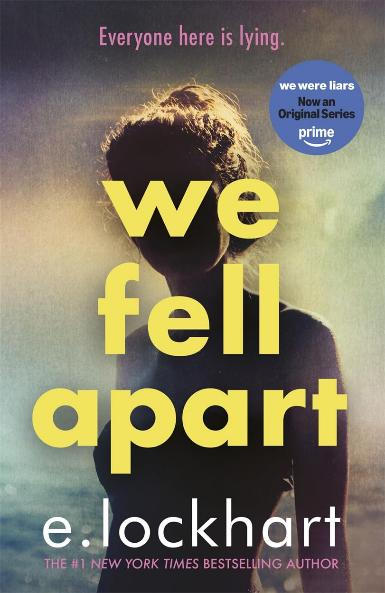 Everyone here is lying.
we were liars
Now an
Original Series
prime
we
fell
apart
e.lockhart
THE #1 NEW YORK TIMES BESTSELLING AUTHOR